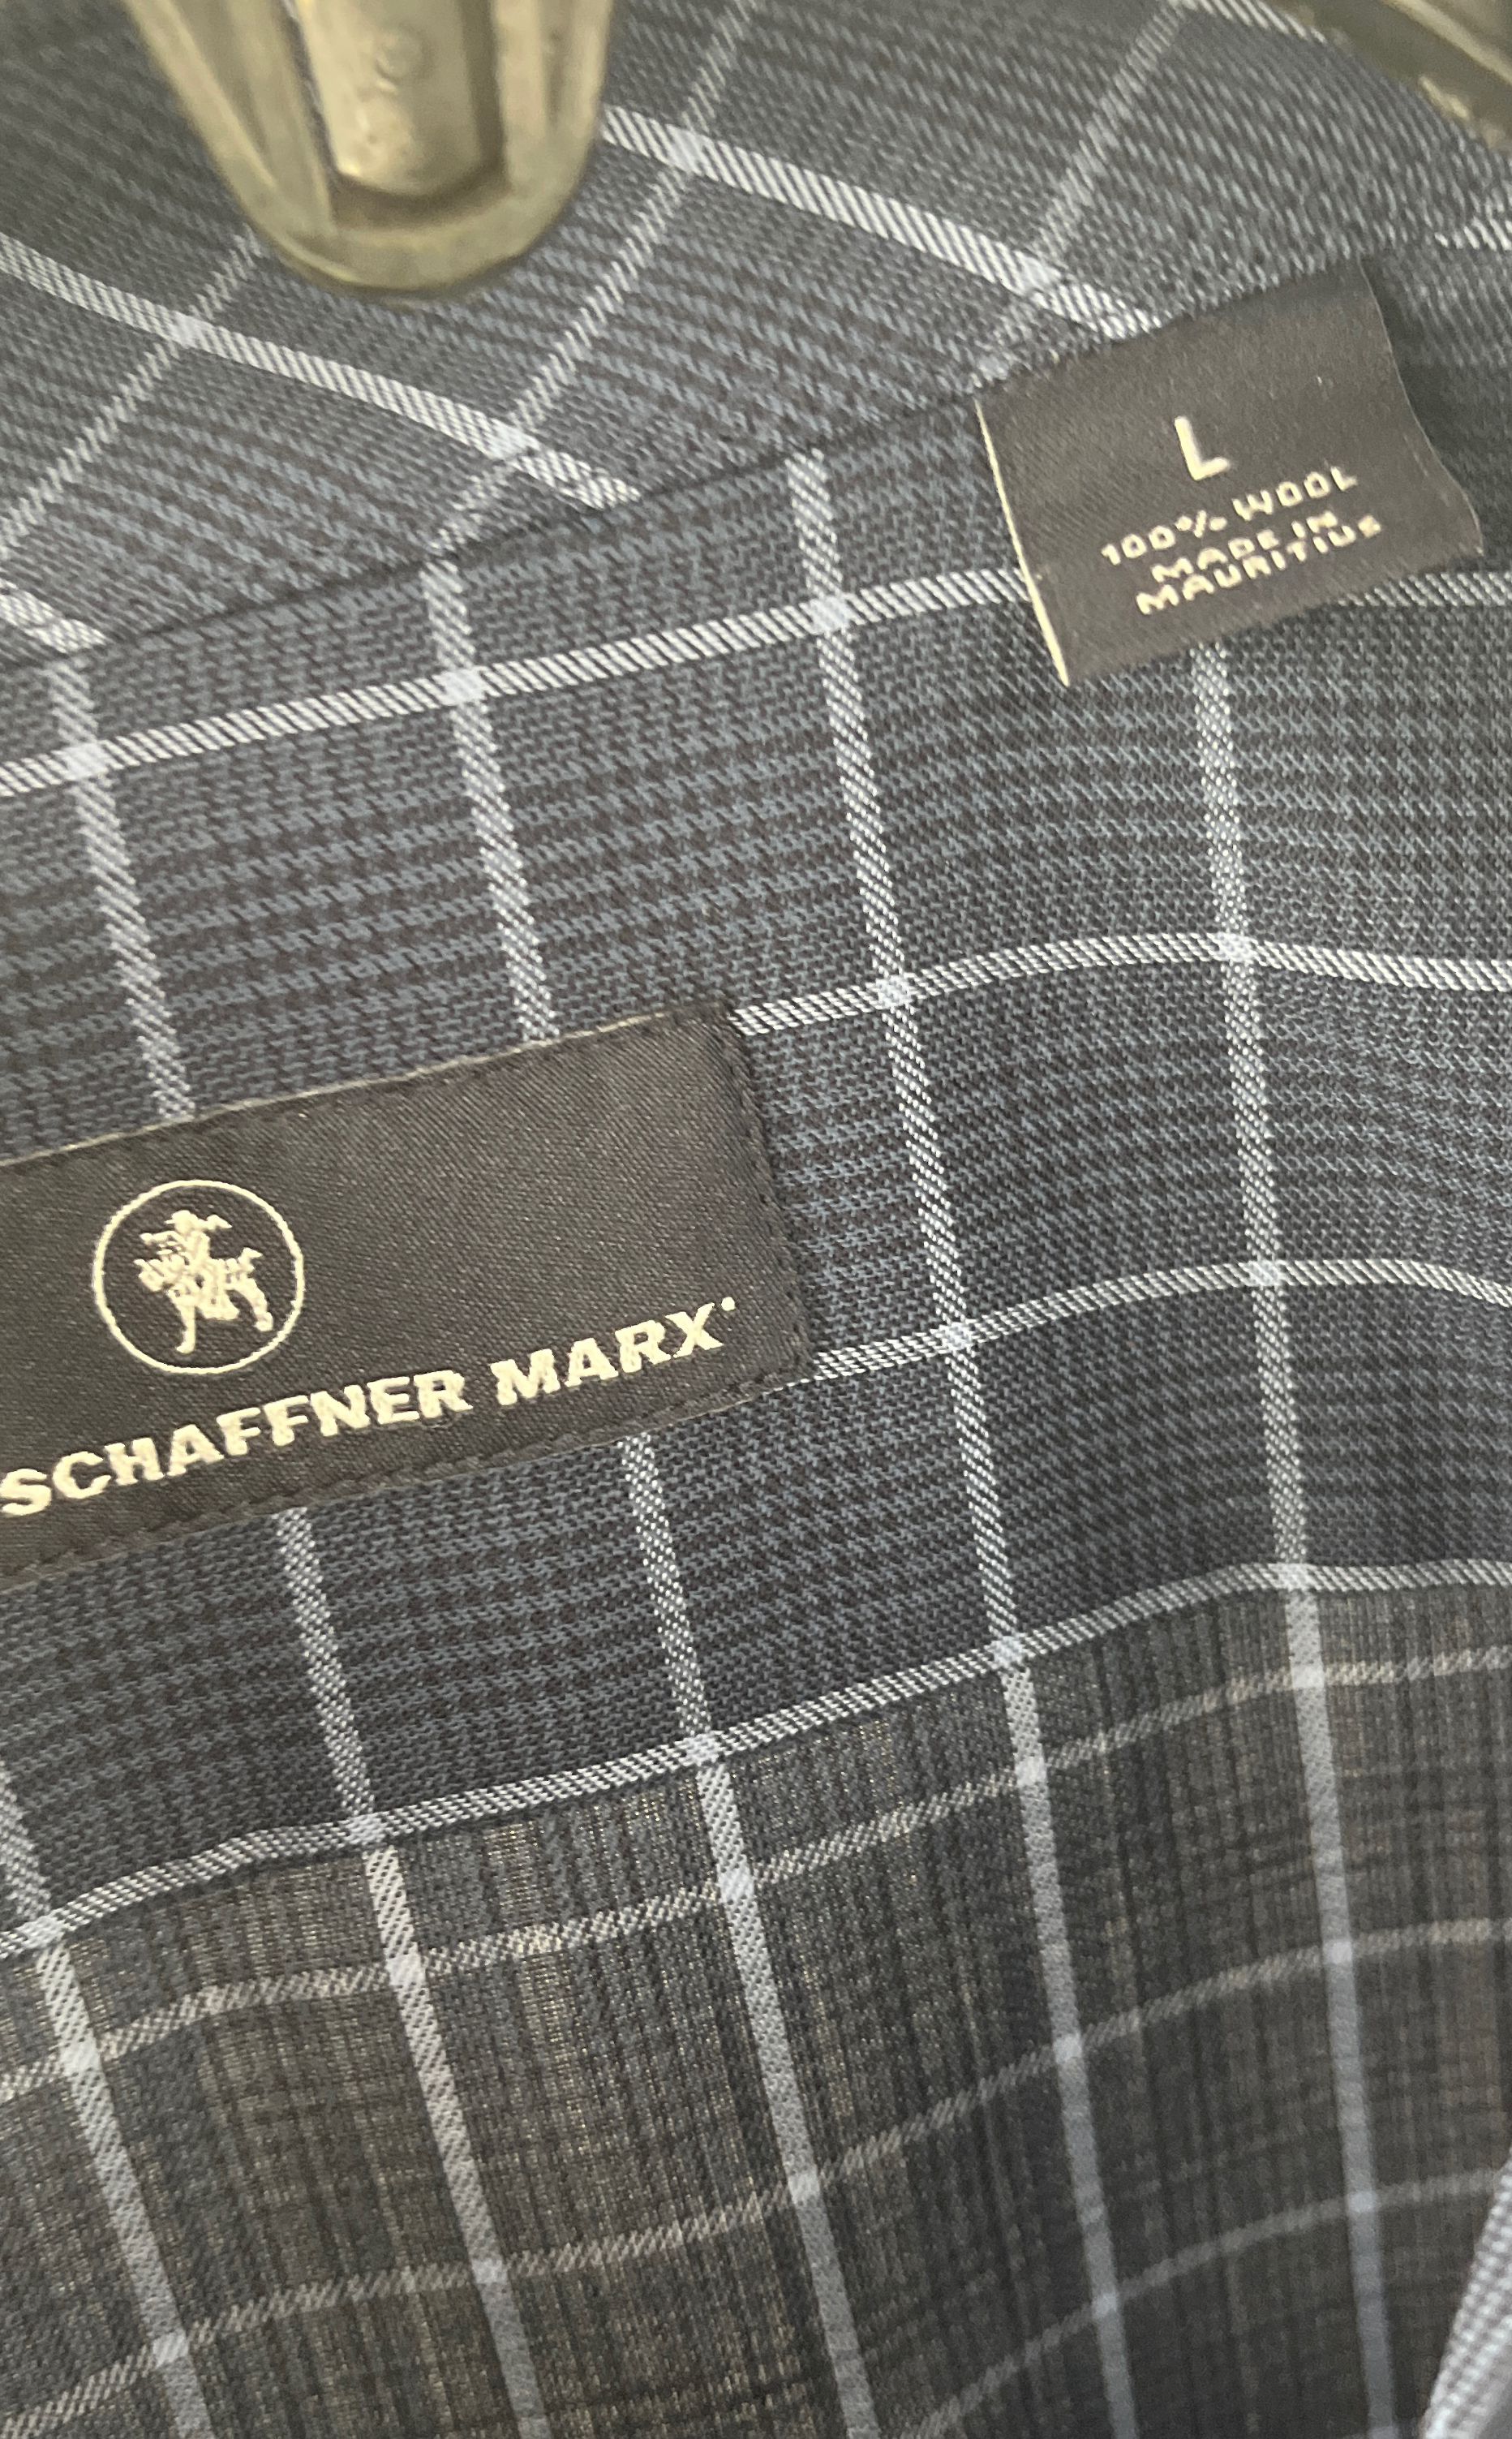 L
100% WOOL
MADE IN
MAURITIUS
SCHAFFNER MARX